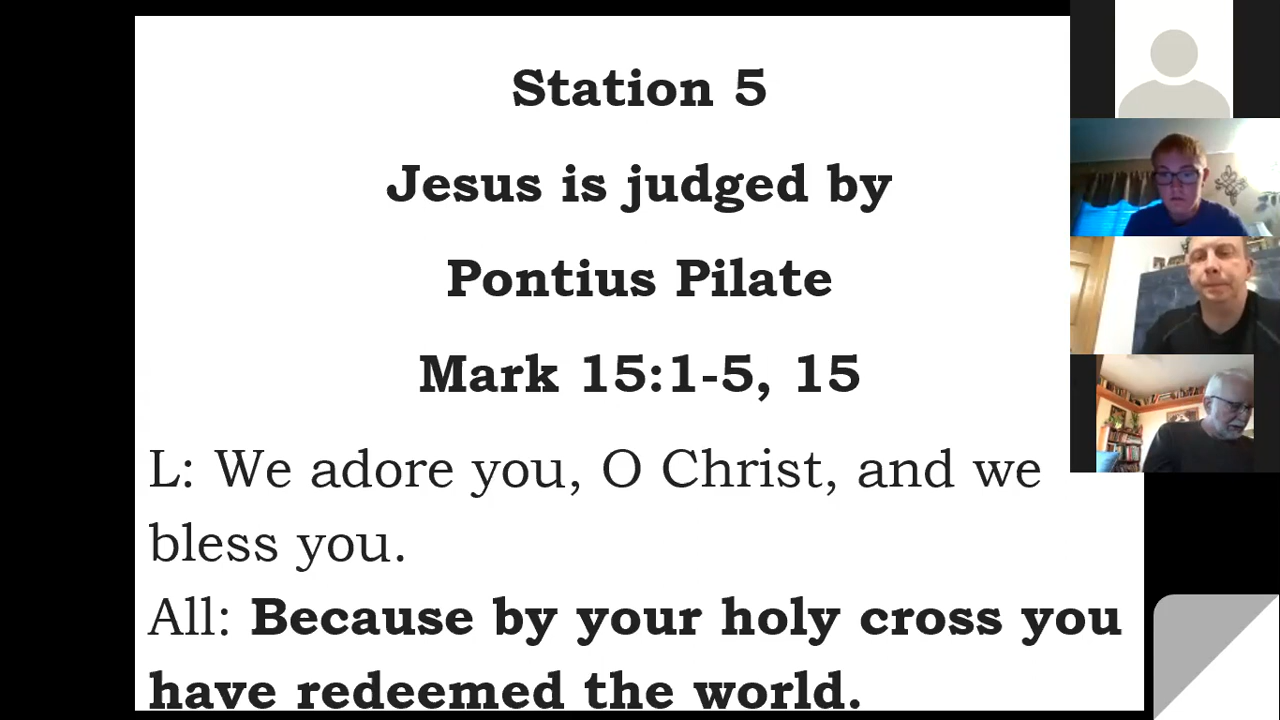 Station 5
Jesus is judged by
Pontius Pilate
Mark 15:1-5, 15
L: We adore you, O Christ, and we
bless you.
All: Because by your holy cross you
have redeemed the world.